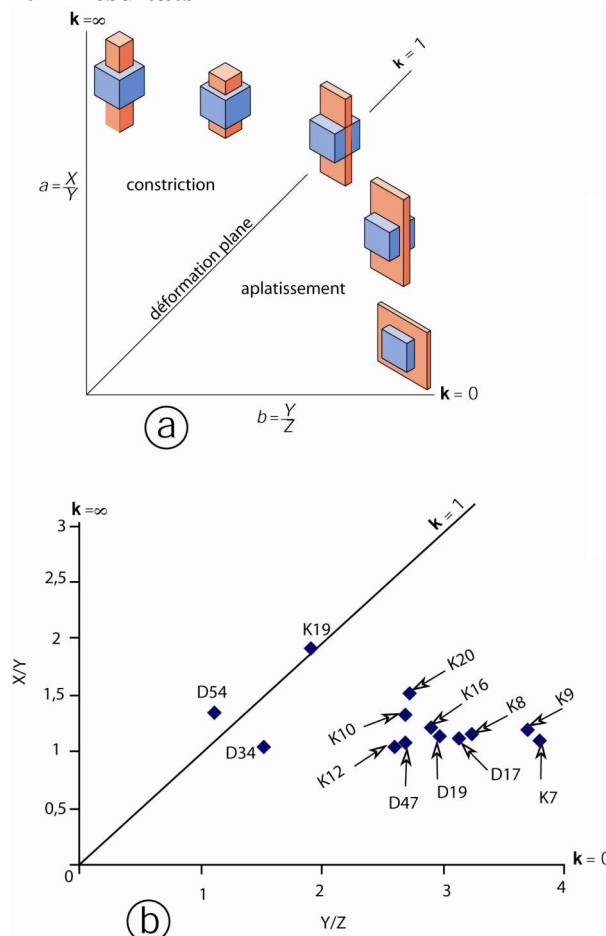 k =∞
k = 1
a = X/Y
constriction
déformation plane
aplatissement
k = 0
b = Y/Z
a
k =∞
3
k = 1
2,5
K19
2
X/Y
K20
D54
K16
1,5
K10
K8
K9
D34
1
K12
D17
D19
D47
K7
0,5
0
k = 0
1
2
3
4
Y/Z
b